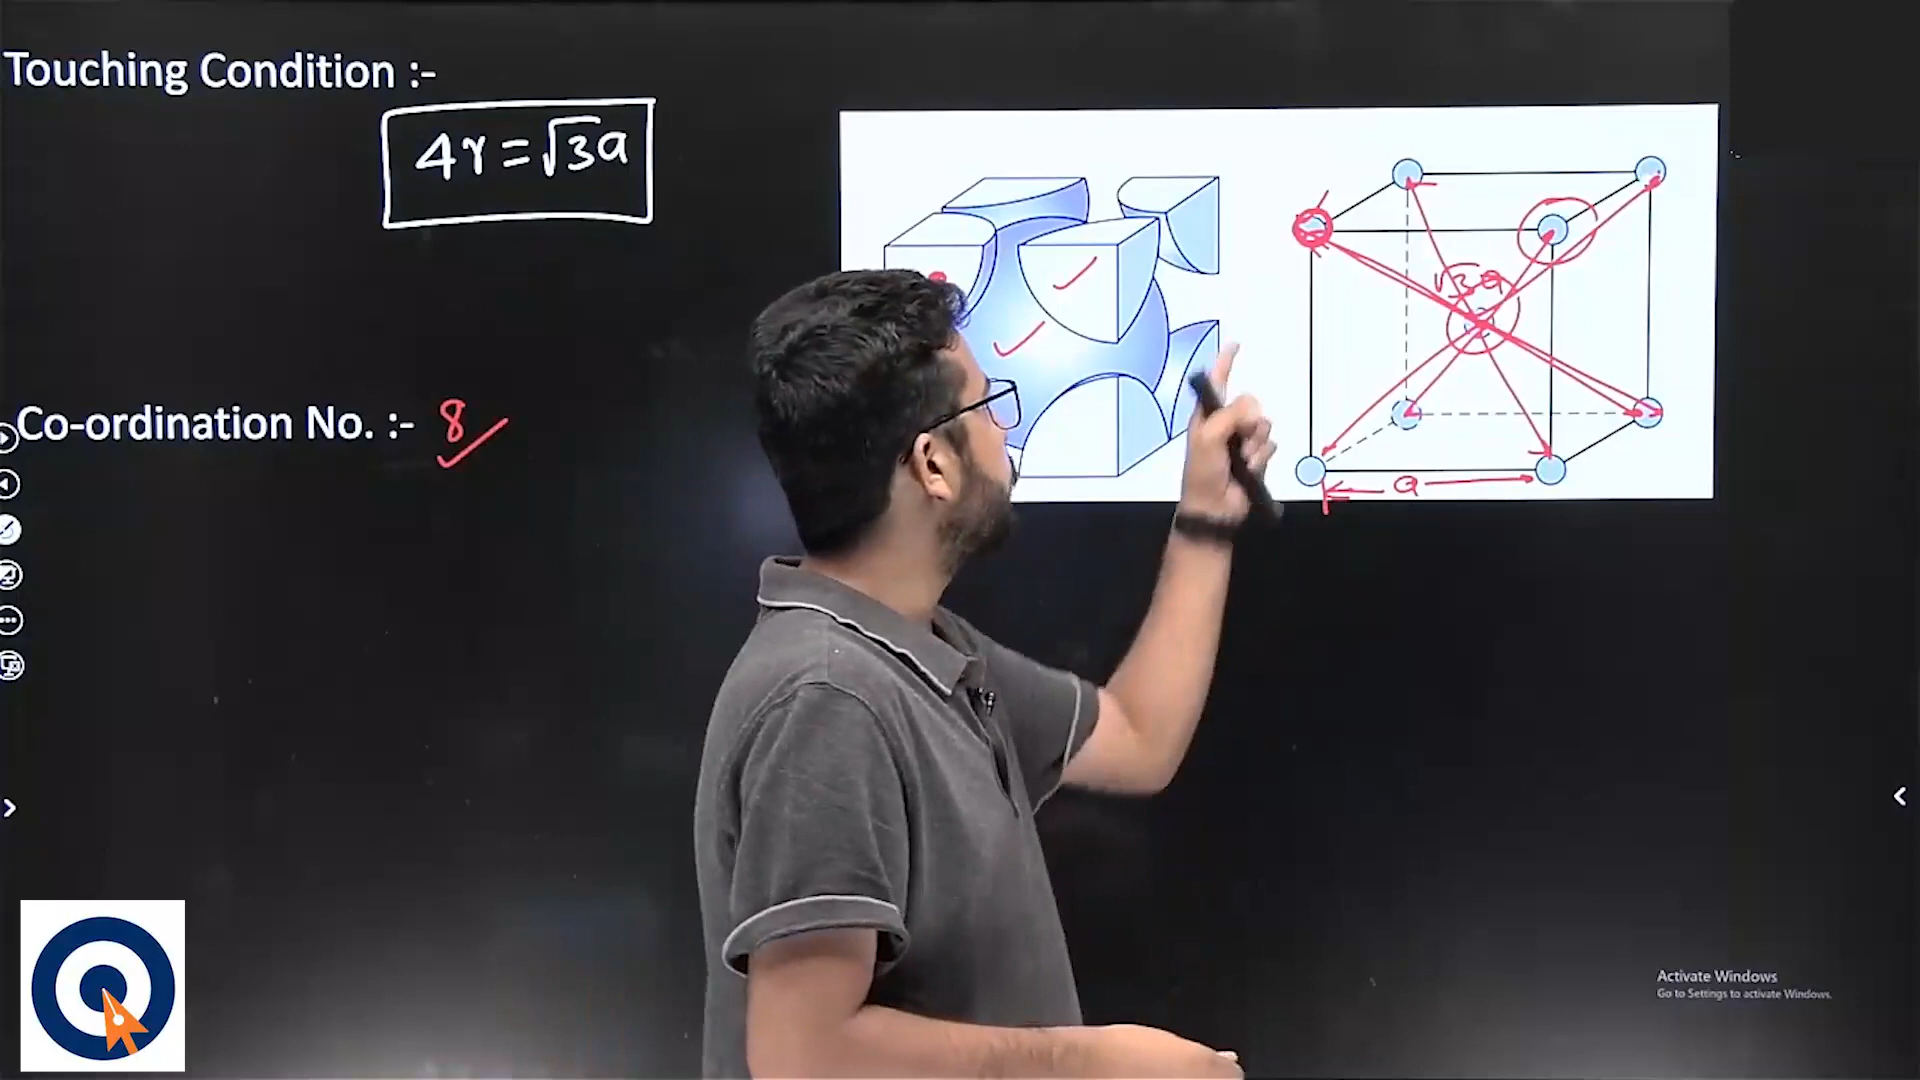 Touching Condition :-
4r = √3a
√3a
Co-ordination No. :- 8
a
Activate Windows
Go to Settings to activate Windows.